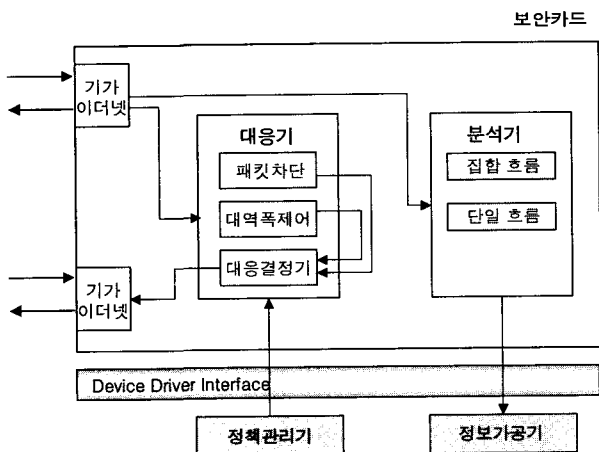 보안카드
기가
이더넷
대응기
패킷차단
대역폭제어
대응결정기
분석기
집합 흐름
단일 흐름
기가
이더넷
Device Driver Interface
정책관리기
정보가공기